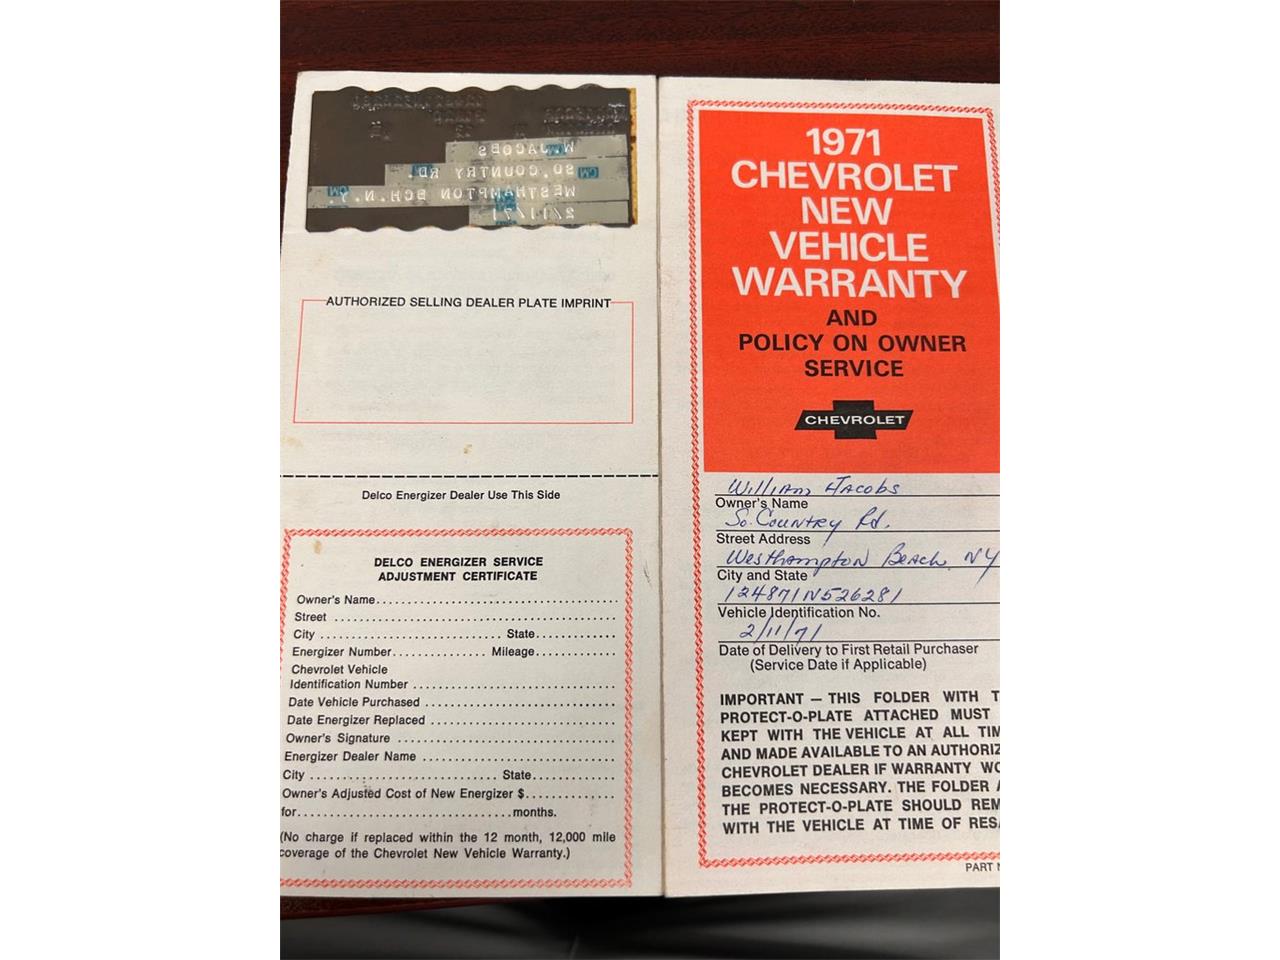 W. JACOBS
SO. COUNTRY RD.
WESTHAMPTON BCH. N.Y.
2/11/71
GM
GM
GM
AUTHORIZED SELLING DEALER PLATE IMPRINT
Delco Energizer Dealer Use This Side
DELCO ENERGIZER SERVICE
ADJUSTMENT CERTIFICATE
Owner's Name
Street
City State
Energizer Number Mileage
Chevrolet Vehicle
Identification Number
Date Vehicle Purchased
Date Energizer Replaced
Owner's Signature
Energizer Dealer Name
City State
Owner's Adjusted Cost of New Energizer $
for months.
(No charge if replaced within the 12 month, 12,000 mile
coverage of the Chevrolet New Vehicle Warranty.)
1971
CHEVROLET
NEW
VEHICLE
WARRANTY
AND
POLICY ON OWNER
SERVICE
CHEVROLET
William Jacobs
Owner's Name
So. Country Rd.
Street Address
Westhampton Beach, NY
City and State
124871N526281
Vehicle Identification No.
2/11/71
Date of Delivery to First Retail Purchaser
(Service Date if Applicable)
IMPORTANT — THIS FOLDER WITH T
PROTECT-O-PLATE ATTACHED MUST
KEPT WITH THE VEHICLE AT ALL TIM
AND MADE AVAILABLE TO AN AUTHORIZ
CHEVROLET DEALER IF WARRANTY WO
BECOMES NECESSARY. THE FOLDER A
THE PROTECT-O-PLATE SHOULD REM
WITH THE VEHICLE AT TIME OF RESA
PART N